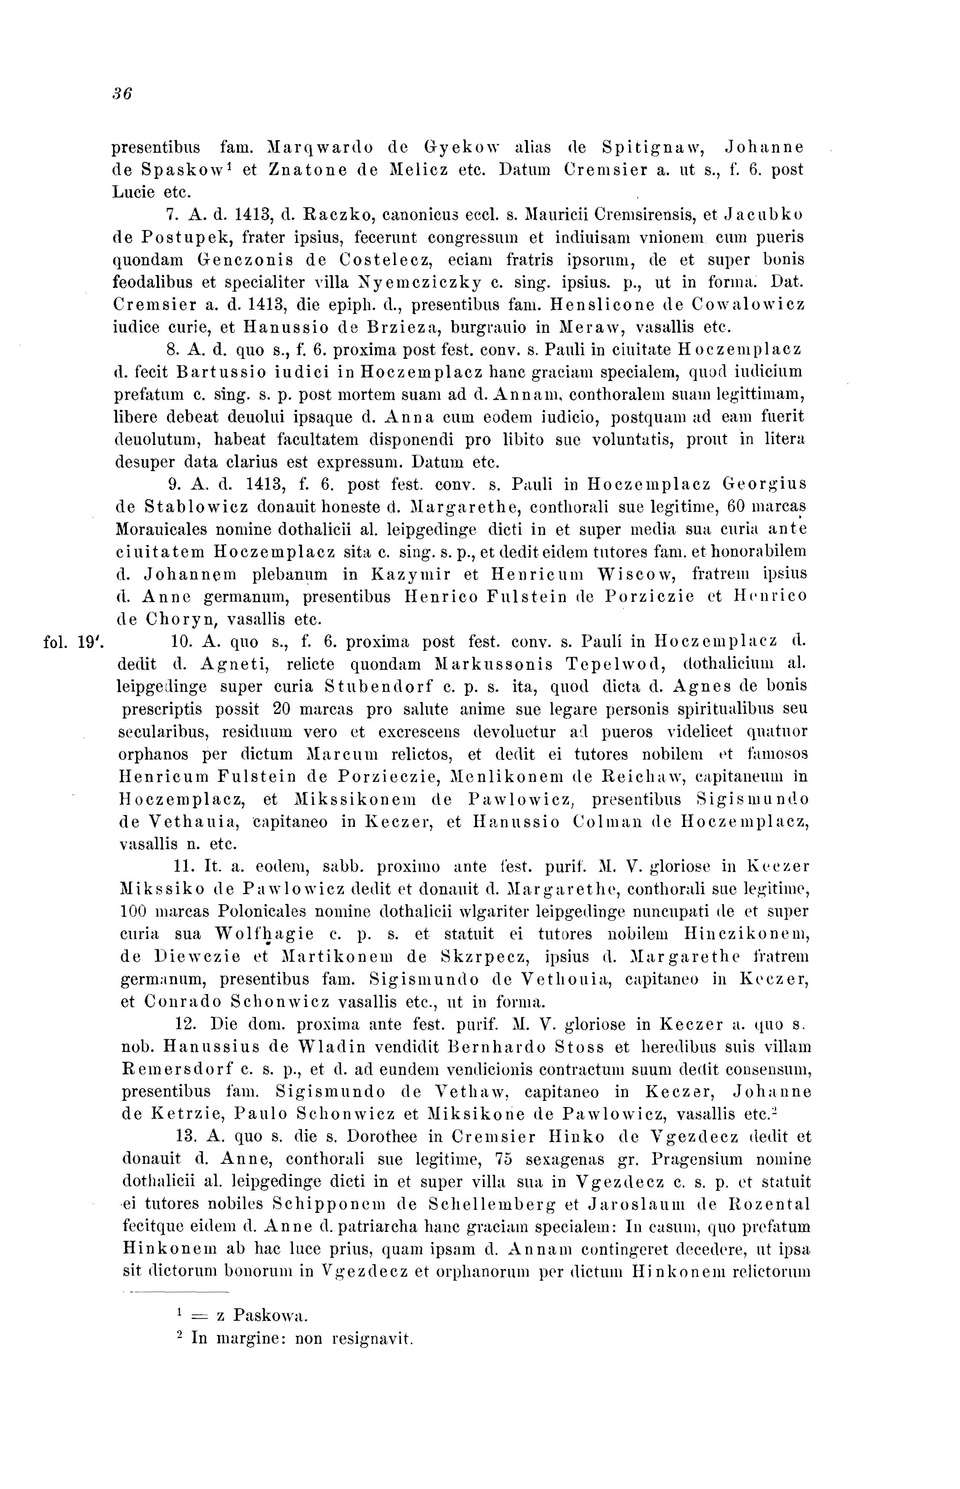 36
presentibus fam. Marqwardo de Gyekow alias de Spitignaw, Johanne
de Spaskow¹ et Znatone de Melicz etc. Datum Cremsier a. ut s., f. 6. post
Lucie etc.
7. A. d. 1413, d. Raczko, canonicus eccl. s. Mauricii Cremsirensis, et Jacubko
de Postupek, frater ipsius, fecerunt congressum et indiuisam vnionem cum pueris
quondam Genczonis de Costelecz, eciam fratris ipsorum, de et super bonis
feodalibus et specialiter villa Nyemcziczky c. sing. ipsius. p., ut in forma. Dat.
Cremsier a. d. 1413, die epiph. d., presentibus fam. Henslicone de Cowalowicz
iudice curie, et Hanussio de Brzieza, burgrauio in Meraw, vasallis etc.
8. A. d. quo s., f. 6. proxima post fest. conv. s. Pauli in ciuitate Hoczemplacz
d. fecit Bartussio iudici in Hoczemplacz hanc graciam specialem, quod iudicium
prefatum c. sing. s. p. post mortem suam ad d. Annam, conthoralem suam legittimam,
libere debeat deuolui ipsaque d. Anna cum eodem iudicio, postquam ad eam fuerit
deuolutum, habeat facultatem disponendi pro libito sue voluntatis, prout in litera
desuper data clarius est expressum. Datum etc.
9. A. d. 1413, f. 6. post fest. conv. s. Pauli in Hoczemplacz Georgius
de Stablowicz donauit honeste d. Margarethe, conthorali sue legitime, 60 marcas
Morauicales nomine dothalicii al. leipgedinge dicti in et super media sua curia ante
ciuitatem Hoczemplacz sita c. sing. s. p., et dedit eidem tutores fam. et honorabilem
d. Johannem plebanum in Kazymir et Henricum Wiscow, fratrem ipsius
d. Anne germanum, presentibus Henrico Fulstein de Porziczie et Henrico
de Choryn, vasallis etc.
fol. 19'. 10. A. quo s., f. 6. proxima post fest. conv. s. Pauli in Hoczemplacz d.
dedit d. Agneti, relicte quondam Markussonis Tepelwod, dothalicium al.
leipgedinge super curia Stubendorf c. p. s. ita, quod dicta d. Agnes de bonis
prescriptis possit 20 marcas pro salute anime sue legare personis spiritualibus seu
secularibus, residuum vero et excrescens devoluetur ad pueros videlicet quatuor
orphanos per dictum Marcum relictos, et dedit ei tutores nobilem et famosos
Henricum Fulstein de Porzieczie, Menlikonem de Reichaw, capitaneum in
Hoczemplacz, et Mikssikonem de Pawlowicz, presentibus Sigismundo
de Vethauia, capitaneo in Keczer, et Hanussio Colman de Hoczemplacz,
vasallis n. etc.
11. It. a. eodem, sabb. proximo ante fest. purif. M. V. gloriose in Keczer
Mikssiko de Pawlowicz dedit et donauit d. Margarethe, conthorali sue legitime,
100 marcas Polonicales nomine dothalicii wlgariter leipgedinge nuncupati de et super
curia sua Wolfhagie c. p. s. et statuit ei tutores nobilem Hinczikonem,
de Diewczie et Martikonem de Skzrpecz, ipsius d. Margarethe fratrem
germanum, presentibus fam. Sigismundo de Vethouia, capitaneo in Keczer,
et Conrado Schonwicz vasallis etc., ut in forma.
12. Die dom. proxima ante fest. purif. M. V. gloriose in Keczer a. quo s.
nob. Hanussius de Wladin vendidit Bernhardo Stoss et heredibus suis villam
Remersdorf c. s. p., et d. ad eundem vendicionis contractum suum dedit consensum,
presentibus fam. Sigismundo de Vethaw, capitaneo in Keczer, Johanne
de Ketrzie, Paulo Schonwicz et Miksikone de Pawlowicz, vasallis etc.²
13. A. quo s. die s. Dorothee in Cremsier Hinko de Vgezdecz dedit et
donauit d. Anne, conthorali sue legitime, 75 sexagenas gr. Pragensium nomine
dothalicii al. leipgedinge dicti in et super villa sua in Vgezdecz c. s. p. et statuit
ei tutores nobiles Schipponem de Schellemberg et Jaroslaum de Rozental
fecitque eidem d. Anne d. patriarcha hanc graciam specialem: In casum, quo prefatum
Hinkonem ab hac luce prius, quam ipsam d. Annam contingeret decedere, ut ipsa
sit dictorum bonorum in Vgezdecz et orphanorum per dictum Hinkonem relictorum
¹ = z Paskowa.
² In margine: non resignavit.